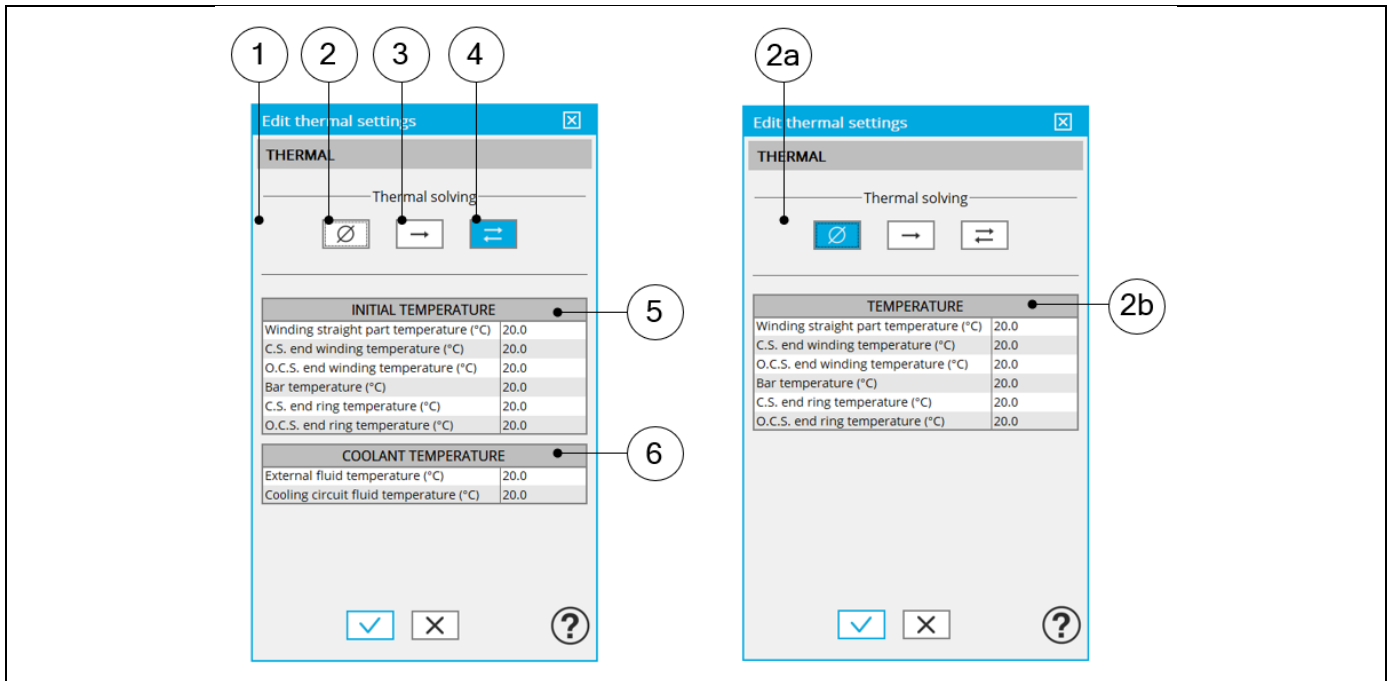 1 2 3 4 2a
Edit thermal settings
THERMAL
Thermal solving
Ø → ⇄
INITIAL TEMPERATURE
5
Winding straight part temperature (°C) 20.0
C.S. end winding temperature (°C) 20.0
O.C.S. end winding temperature (°C) 20.0
Bar temperature (°C) 20.0
C.S. end ring temperature (°C) 20.0
O.C.S. end ring temperature (°C) 20.0
COOLANT TEMPERATURE
6
External fluid temperature (°C) 20.0
Cooling circuit fluid temperature (°C) 20.0
?
Edit thermal settings
THERMAL
Thermal solving
Ø → ⇄
TEMPERATURE
2b
Winding straight part temperature (°C) 20.0
C.S. end winding temperature (°C) 20.0
O.C.S. end winding temperature (°C) 20.0
Bar temperature (°C) 20.0
C.S. end ring temperature (°C) 20.0
O.C.S. end ring temperature (°C) 20.0
?